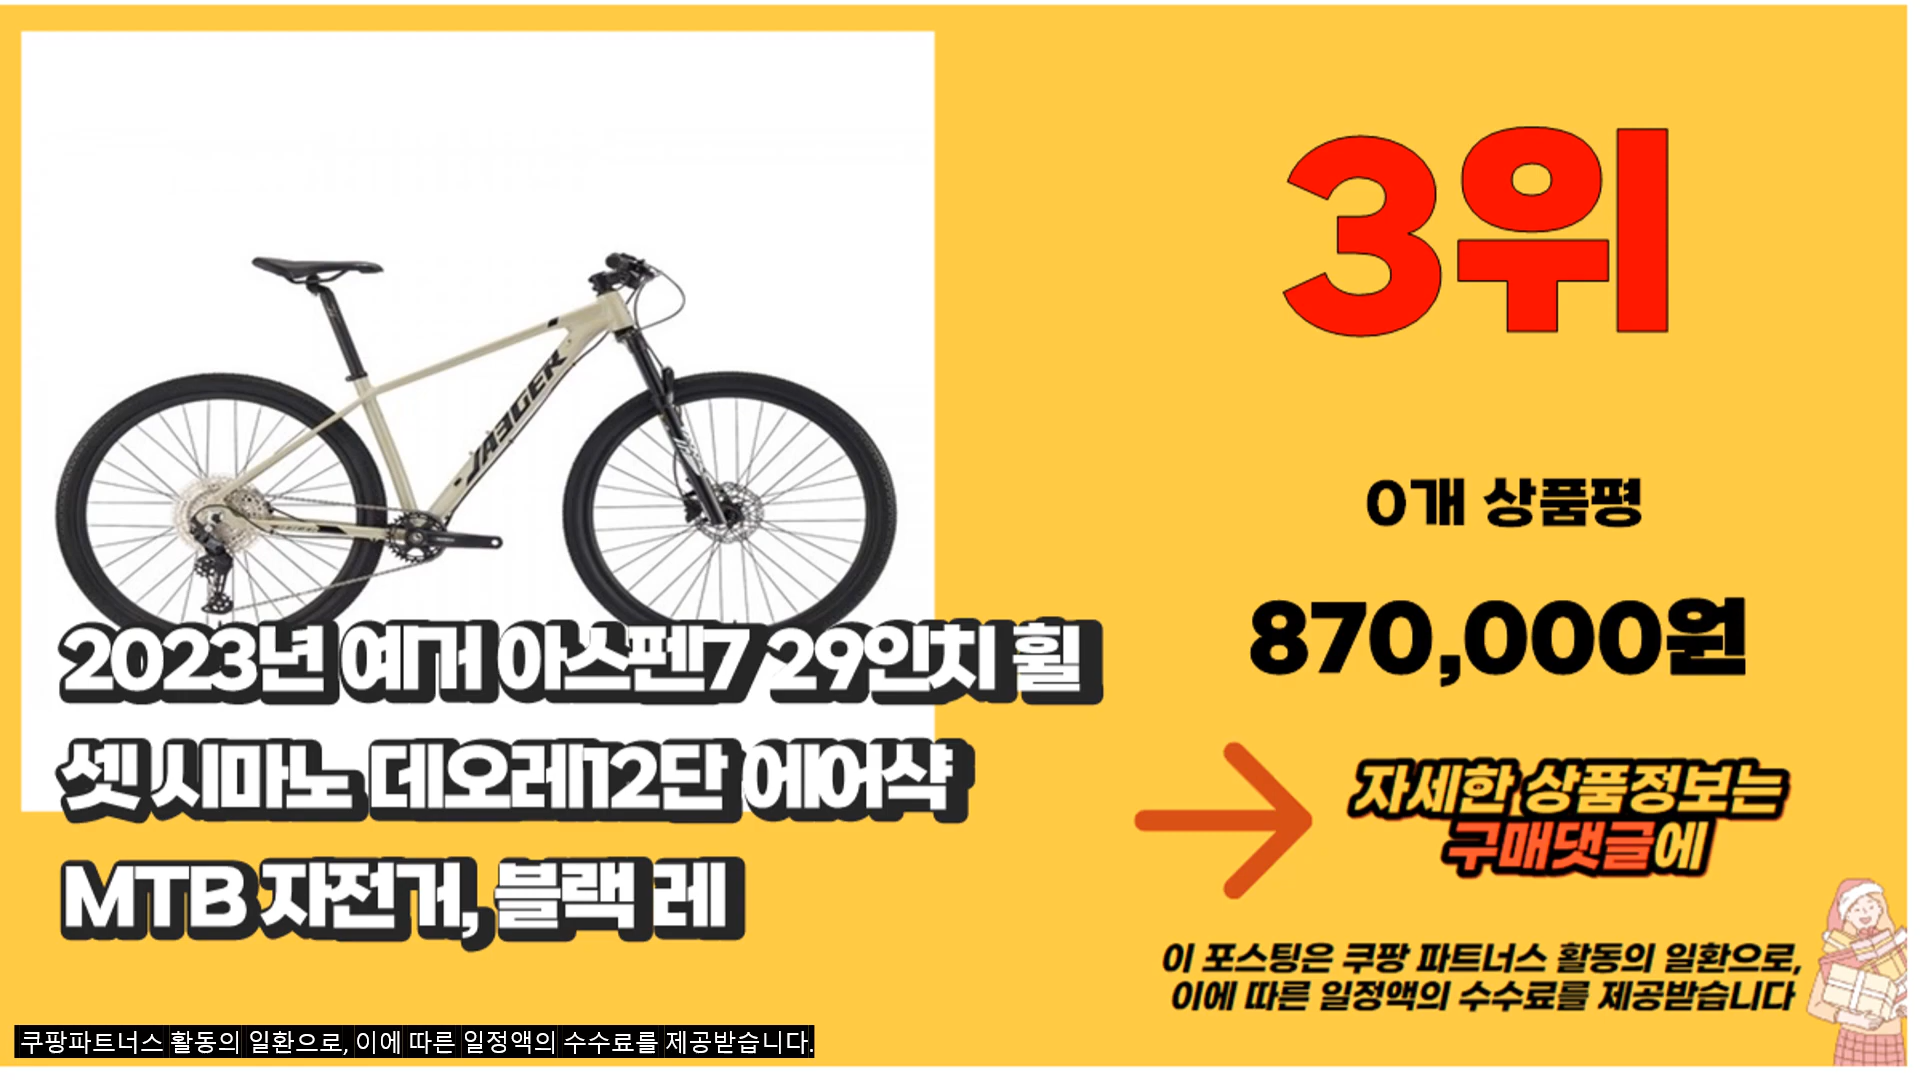 3위
JAEGER
0개 상품평
870,000원
2023년 예거 아스펜7 29인치 휠
셋 시마노 데오레12단 에어샥
MTB 자전거, 블랙 레
자세한 상품정보는
구매댓글에
이 포스팅은 쿠팡 파트너스 활동의 일환으로,
이에 따른 일정액의 수수료를 제공받습니다
쿠팡파트너스 활동의 일환으로, 이에 따른 일정액의 수수료를 제공받습니다.